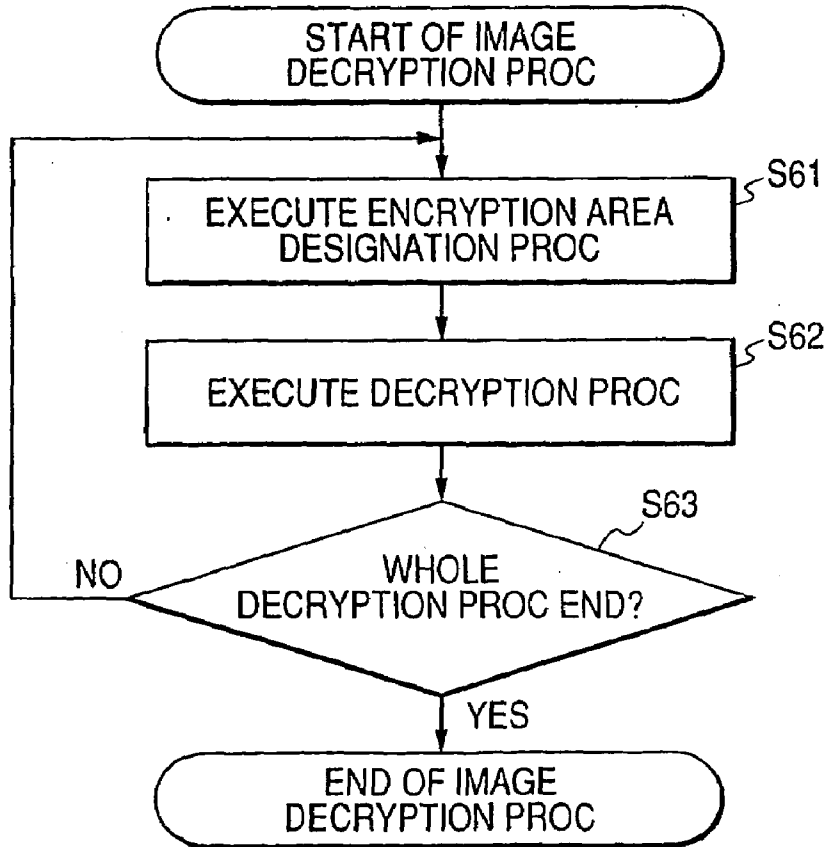 START OF IMAGE
DECRYPTION PROC
S61
EXECUTE ENCRYPTION AREA
DESIGNATION PROC
S62
EXECUTE DECRYPTION PROC
S63
NO
WHOLE
DECRYPTION PROC END?
YES
END OF IMAGE
DECRYPTION PROC